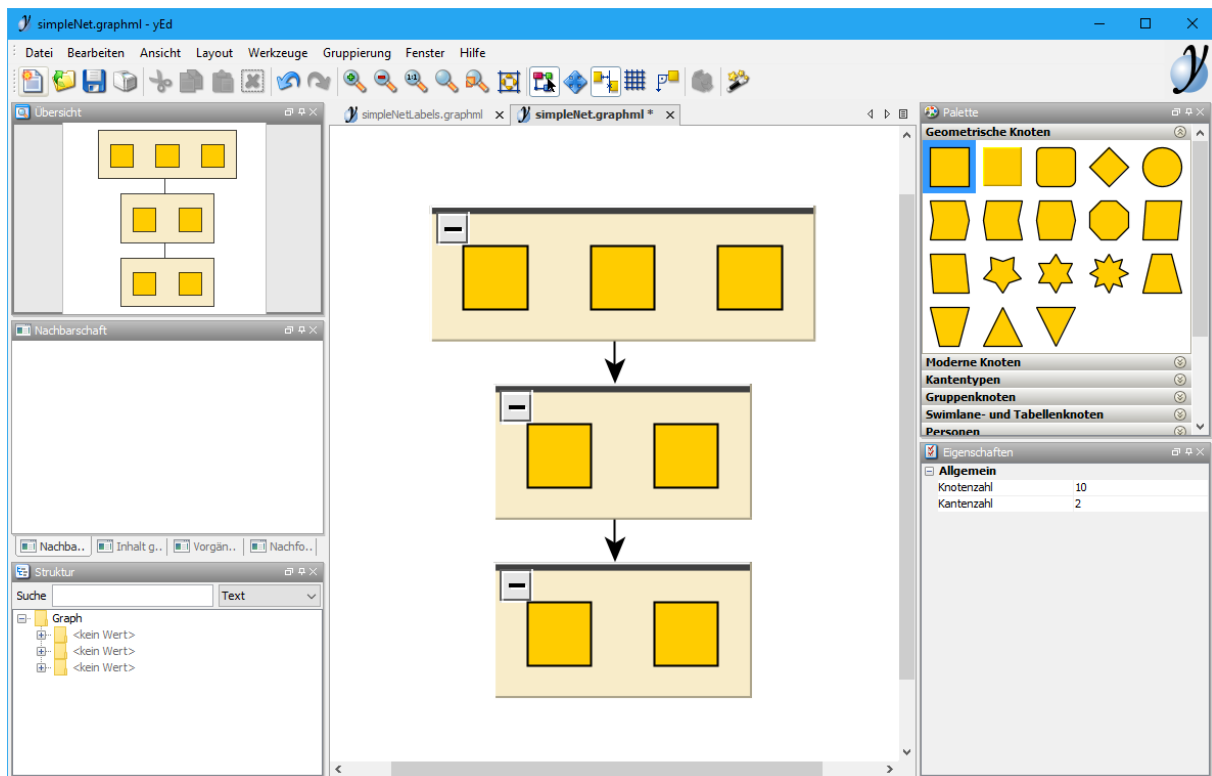 simpleNet.graphml - yEd
Datei Bearbeiten Ansicht Layout Werkzeuge Gruppierung Fenster Hilfe
Übersicht
simpleNetLabels.graphml
simpleNet.graphml *
Palette
Geometrische Knoten
Moderne Knoten
Kantentypen
Gruppenknoten
Swimlane- und Tabellenknoten
Personen
Nachbarschaft
Nachba.. Inhalt g.. Vorgän.. Nachfo..
Struktur
Suche Text
Graph
<kein Wert>
<kein Wert>
<kein Wert>
Eigenschaften
Allgemein
Knotenzahl 10
Kantenzahl 2